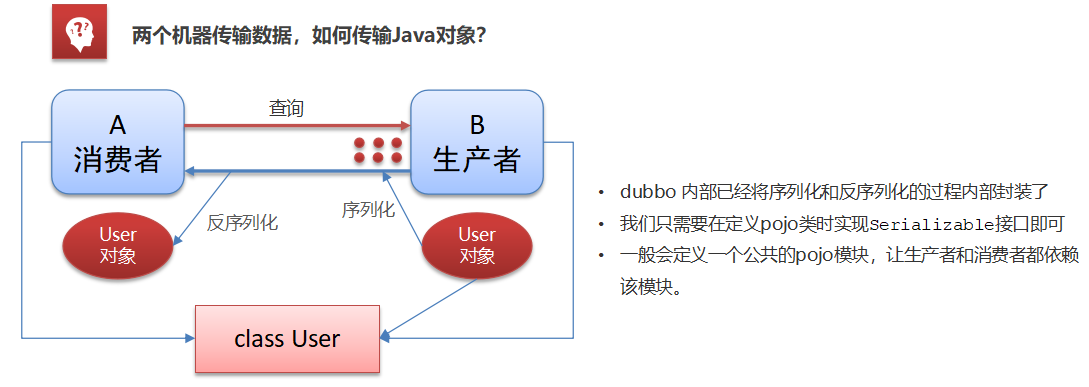 两个机器传输数据，如何传输Java对象？
A
消费者
查询
B
生产者
反序列化
序列化
User
对象
User
对象
class User
• dubbo 内部已经将序列化和反序列化的过程内部封装了
• 我们只需要在定义pojo类时实现Serializable接口即可
• 一般会定义一个公共的pojo模块，让生产者和消费者都依赖
该模块。